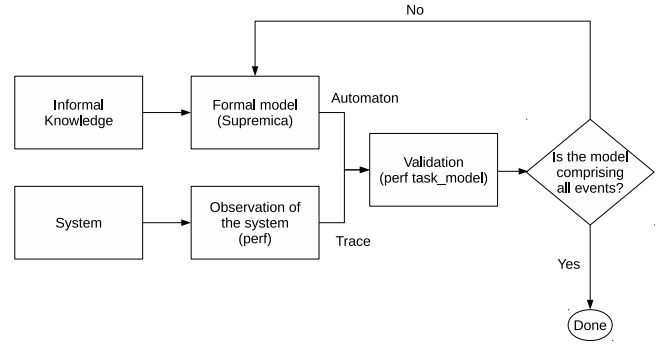 No
Informal
Knowledge
Formal model
(Supremica)
Automaton
Validation
(perf task_model)
Is the model
comprising
all events?
System
Observation of
the system
(perf)
Trace
Yes
Done